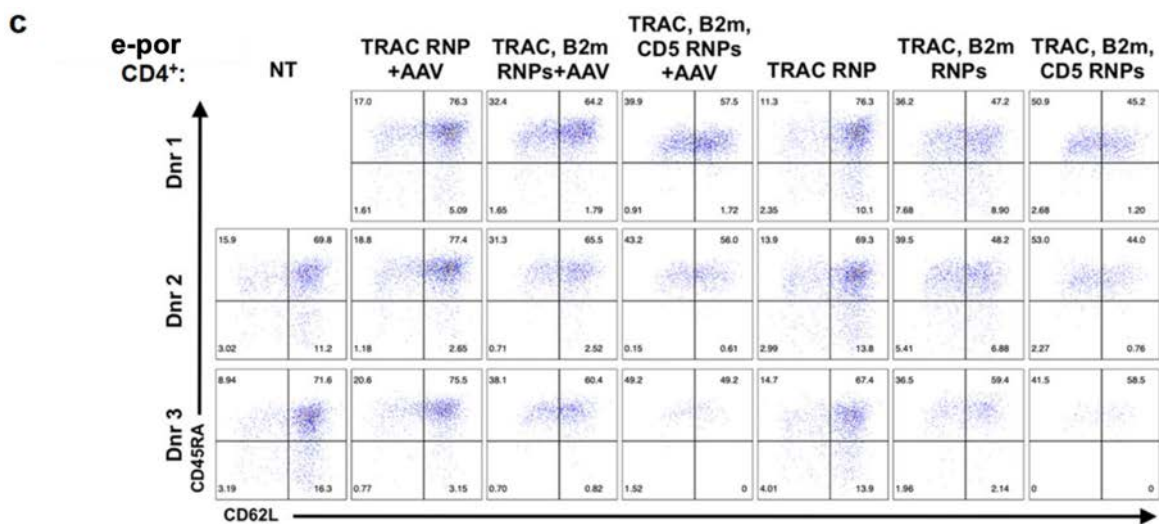 c
e-por
CD4+:
NT
TRAC RNP
+AAV
TRAC, B2m
RNPs+AAV
TRAC, B2m,
CD5 RNPs
+AAV
TRAC RNP
TRAC, B2m
RNPs
TRAC, B2m,
CD5 RNPs
Dnr 1
17.0 76.3 32.4 64.2 39.9 57.5 11.3 76.3 36.2 47.2 50.9 45.2
1.61 5.09 1.65 1.79 0.91 1.72 2.35 10.1 7.68 8.90 2.68 1.20
Dnr 2
15.9 69.8 18.8 77.4 31.3 65.5 43.2 56.0 13.9 69.3 39.5 48.2 53.0 44.0
3.02 11.2 1.18 2.65 0.71 2.52 0.15 0.61 2.99 13.8 5.41 6.88 2.27 0.76
Dnr 3
8.94 71.6 20.6 75.5 38.1 60.4 49.2 49.2 14.7 67.4 36.5 59.4 41.5 58.5
3.19 16.3 0.77 3.15 0.70 0.82 1.52 0 4.01 13.9 1.96 2.14 0 0
CD45RA
CD62L